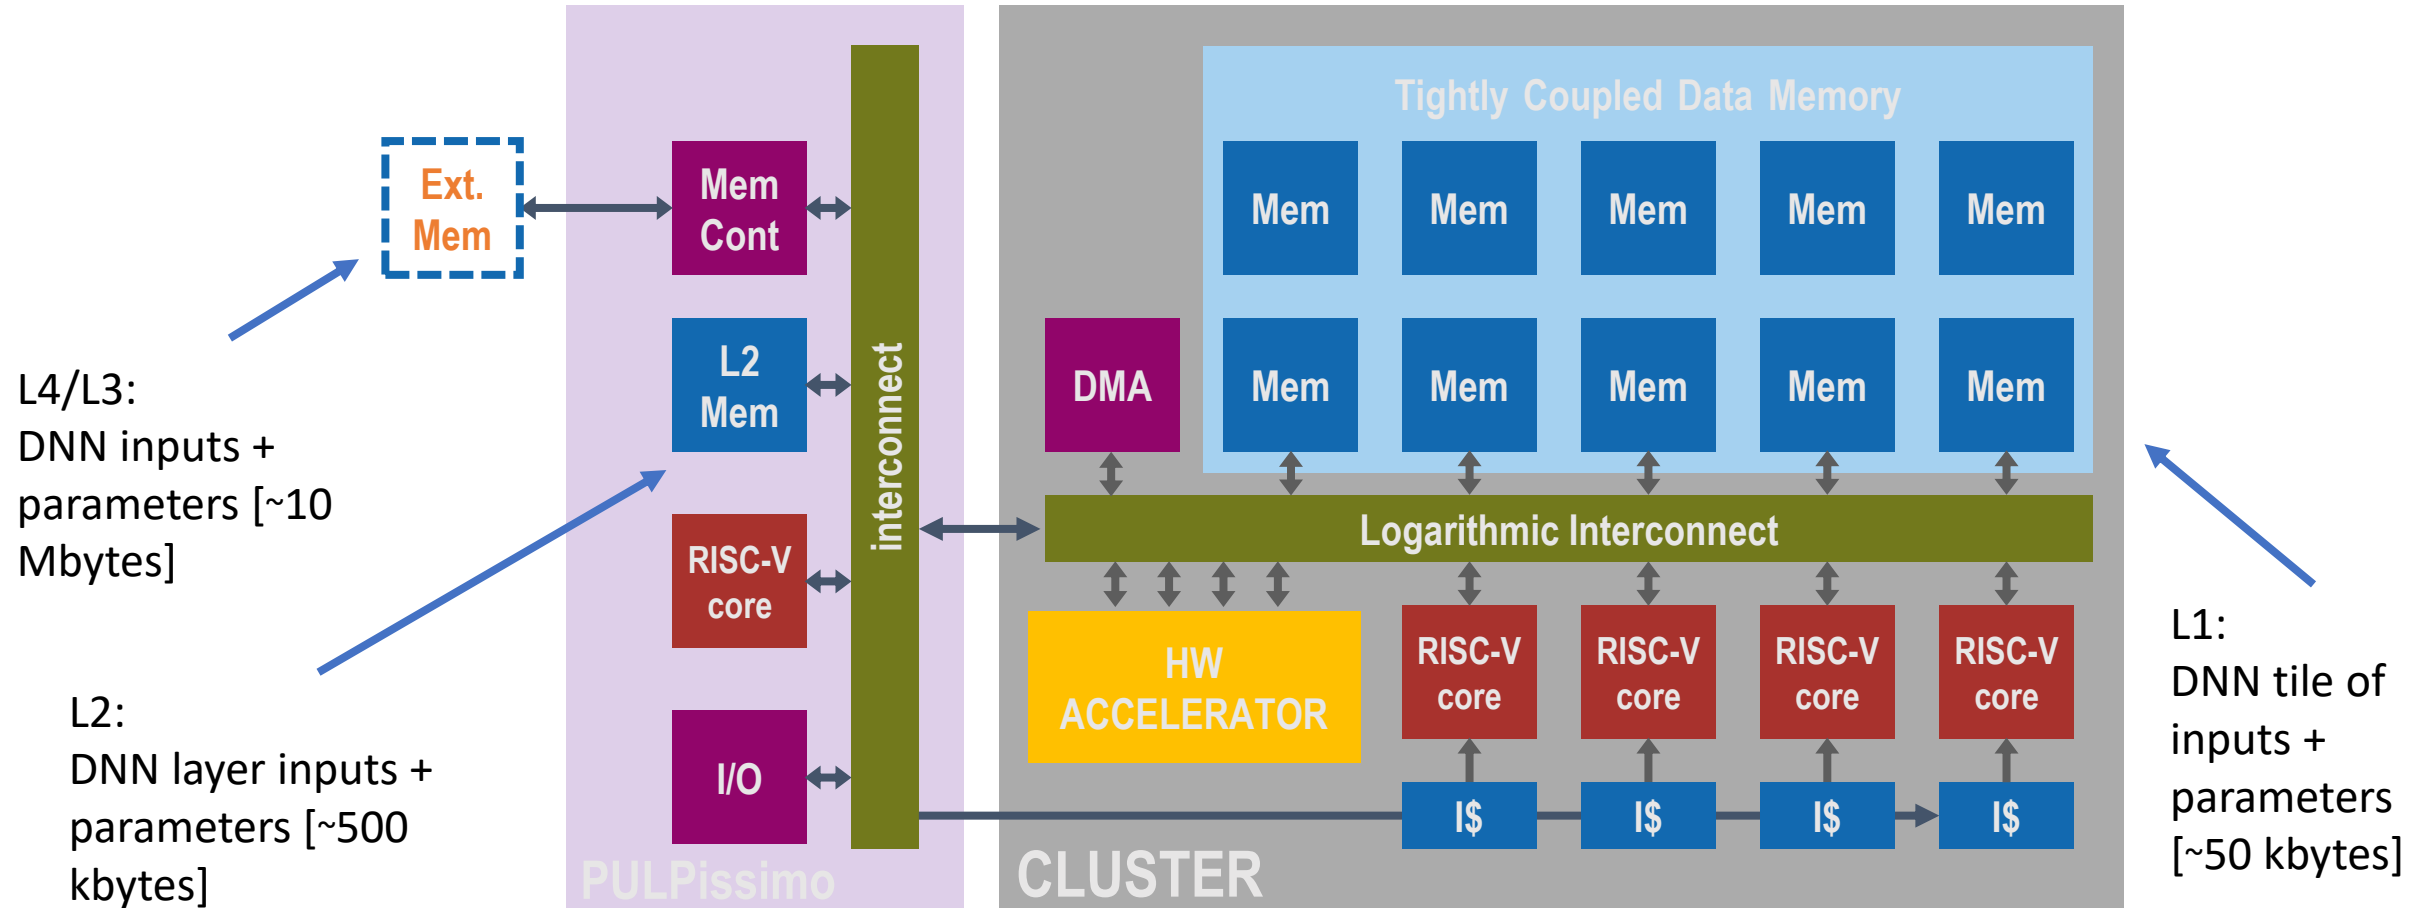 Tightly Coupled Data Memory
Ext.
Mem
Mem
Cont
Mem
Mem
Mem
Mem
Mem
L2
Mem
DMA
Mem
Mem
Mem
Mem
Mem
interconnect
L4/L3:
DNN inputs +
parameters [~10
Mbytes]
Logarithmic Interconnect
RISC-V
core
HW
ACCELERATOR
RISC-V
core
RISC-V
core
RISC-V
core
RISC-V
core
L1:
DNN tile of
inputs +
parameters
[~50 kbytes]
L2:
DNN layer inputs +
parameters [~500
kbytes]
I/O
I$
I$
I$
I$
PULPissimo
CLUSTER